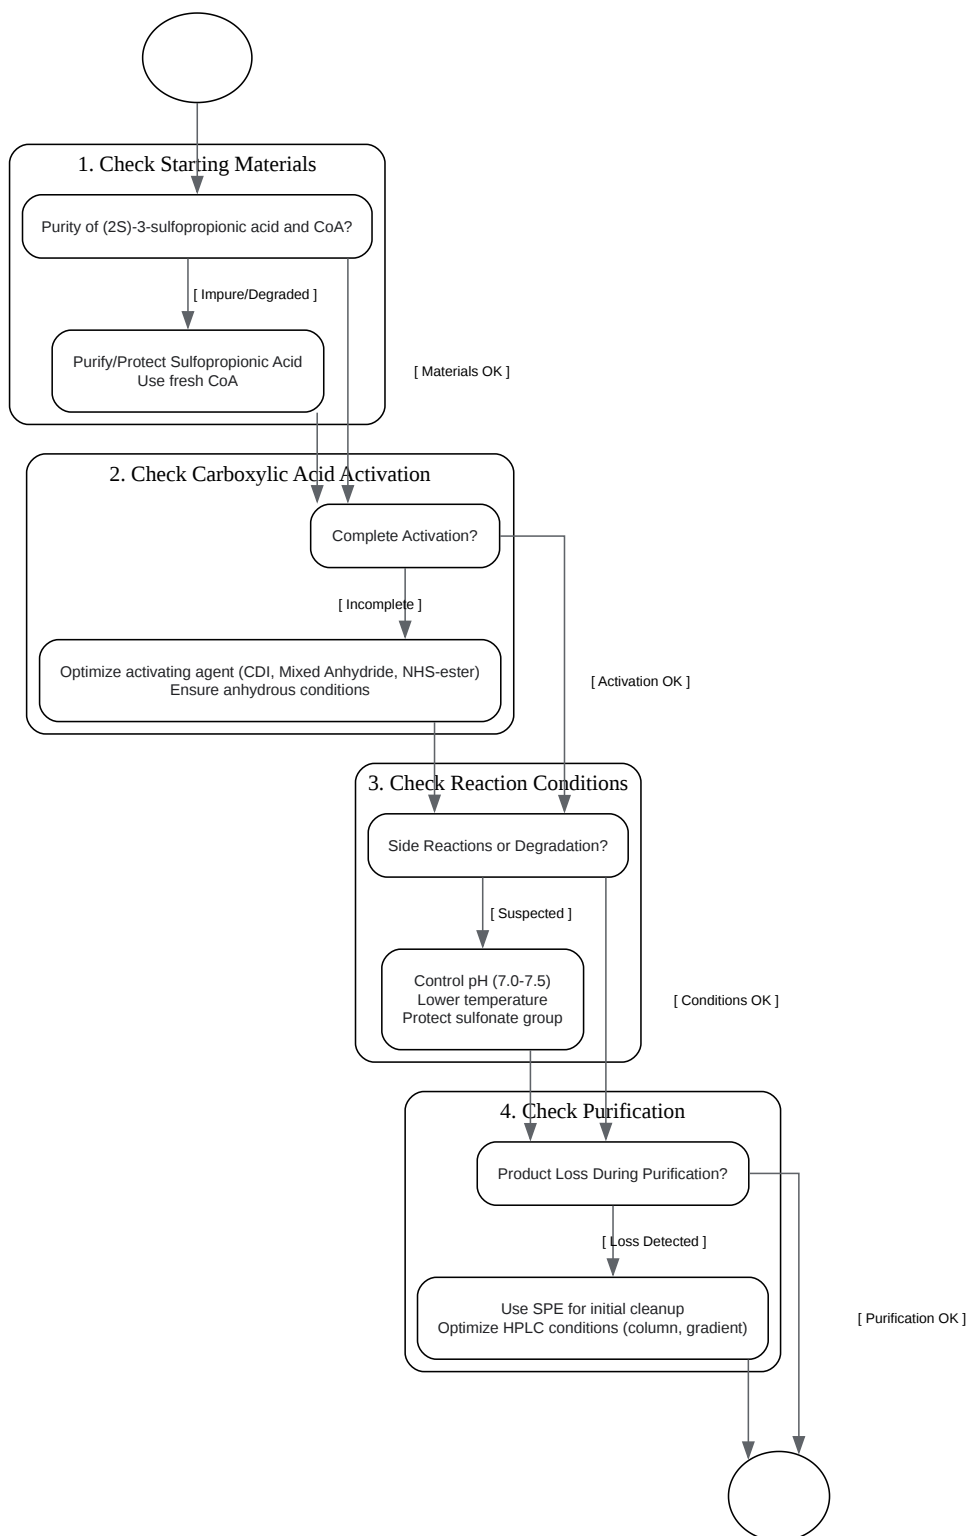 1. Check Starting Materials
Purity of (2S)-3-sulfopropionic acid and CoA?
[ Impure/Degraded ]
Purify/Protect Sulfopropionic Acid
Use fresh CoA
[ Materials OK ]
2. Check Carboxylic Acid Activation
Complete Activation?
[ Incomplete ]
Optimize activating agent (CDI, Mixed Anhydride, NHS-ester)
Ensure anhydrous conditions
[ Activation OK ]
3. Check Reaction Conditions
Side Reactions or Degradation?
[ Suspected ]
Control pH (7.0-7.5)
Lower temperature
Protect sulfonate group
[ Conditions OK ]
4. Check Purification
Product Loss During Purification?
[ Loss Detected ]
Use SPE for initial cleanup
Optimize HPLC conditions (column, gradient)
[ Purification OK ]